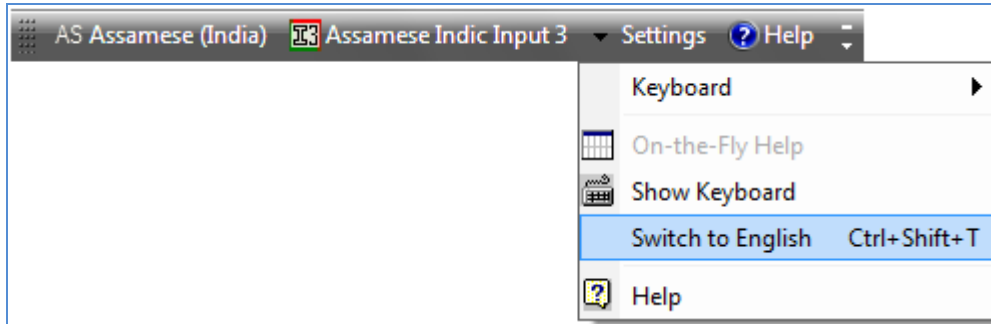 AS Assamese (India) Assamese Indic Input 3 Settings ? Help
Keyboard
On-the-Fly Help
Show Keyboard
Switch to English Ctrl+Shift+T
? Help